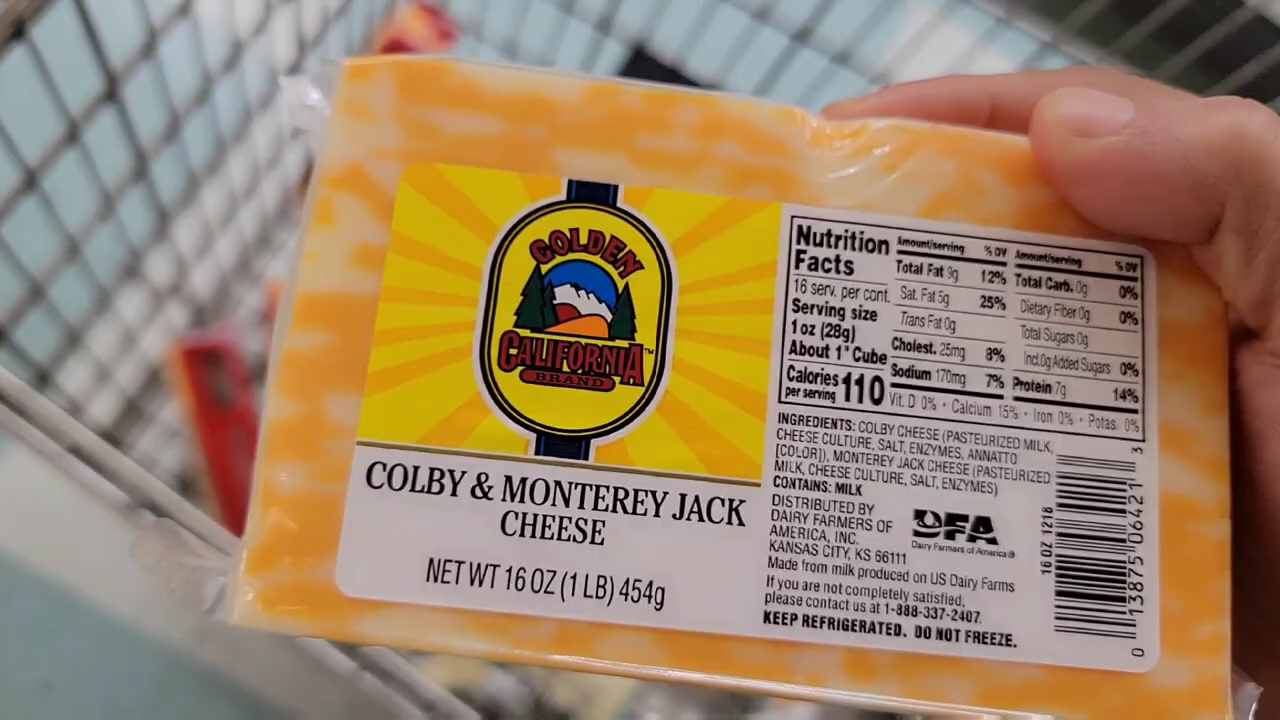 GOLDEN
CALIFORNIA™
BRAND
COLBY & MONTEREY JACK
CHEESE
NET WT 16 OZ (1 LB) 454g
Nutrition
Facts
16 serv. per cont.
Serving size
1 oz (28g)
About 1" Cube
Calories
per serving 110
Amount/serving % DV
Total Fat 9g 12%
Sat. Fat 5g 25%
Trans Fat 0g
Cholest. 25mg 8%
Sodium 170mg 7%
Amount/serving % DV
Total Carb. 0g 0%
Dietary Fiber 0g 0%
Total Sugars 0g
Incl.0g Added Sugars 0%
Protein 7g 14%
Vit. D 0% • Calcium 15% • Iron 0% • Potas. 0%
INGREDIENTS: COLBY CHEESE (PASTEURIZED MILK,
CHEESE CULTURE, SALT, ENZYMES, ANNATTO
[COLOR]), MONTEREY JACK CHEESE (PASTEURIZED
MILK, CHEESE CULTURE, SALT, ENZYMES)
CONTAINS: MILK
DISTRIBUTED BY
DAIRY FARMERS OF
AMERICA, INC.
KANSAS CITY, KS 66111
DFA
Dairy Farmers of America®
Made from milk produced on US Dairy Farms
If you are not completely satisfied,
please contact us at 1-888-337-2407.
KEEP REFRIGERATED. DO NOT FREEZE.
16 OZ 1218
0 13875 06421 3